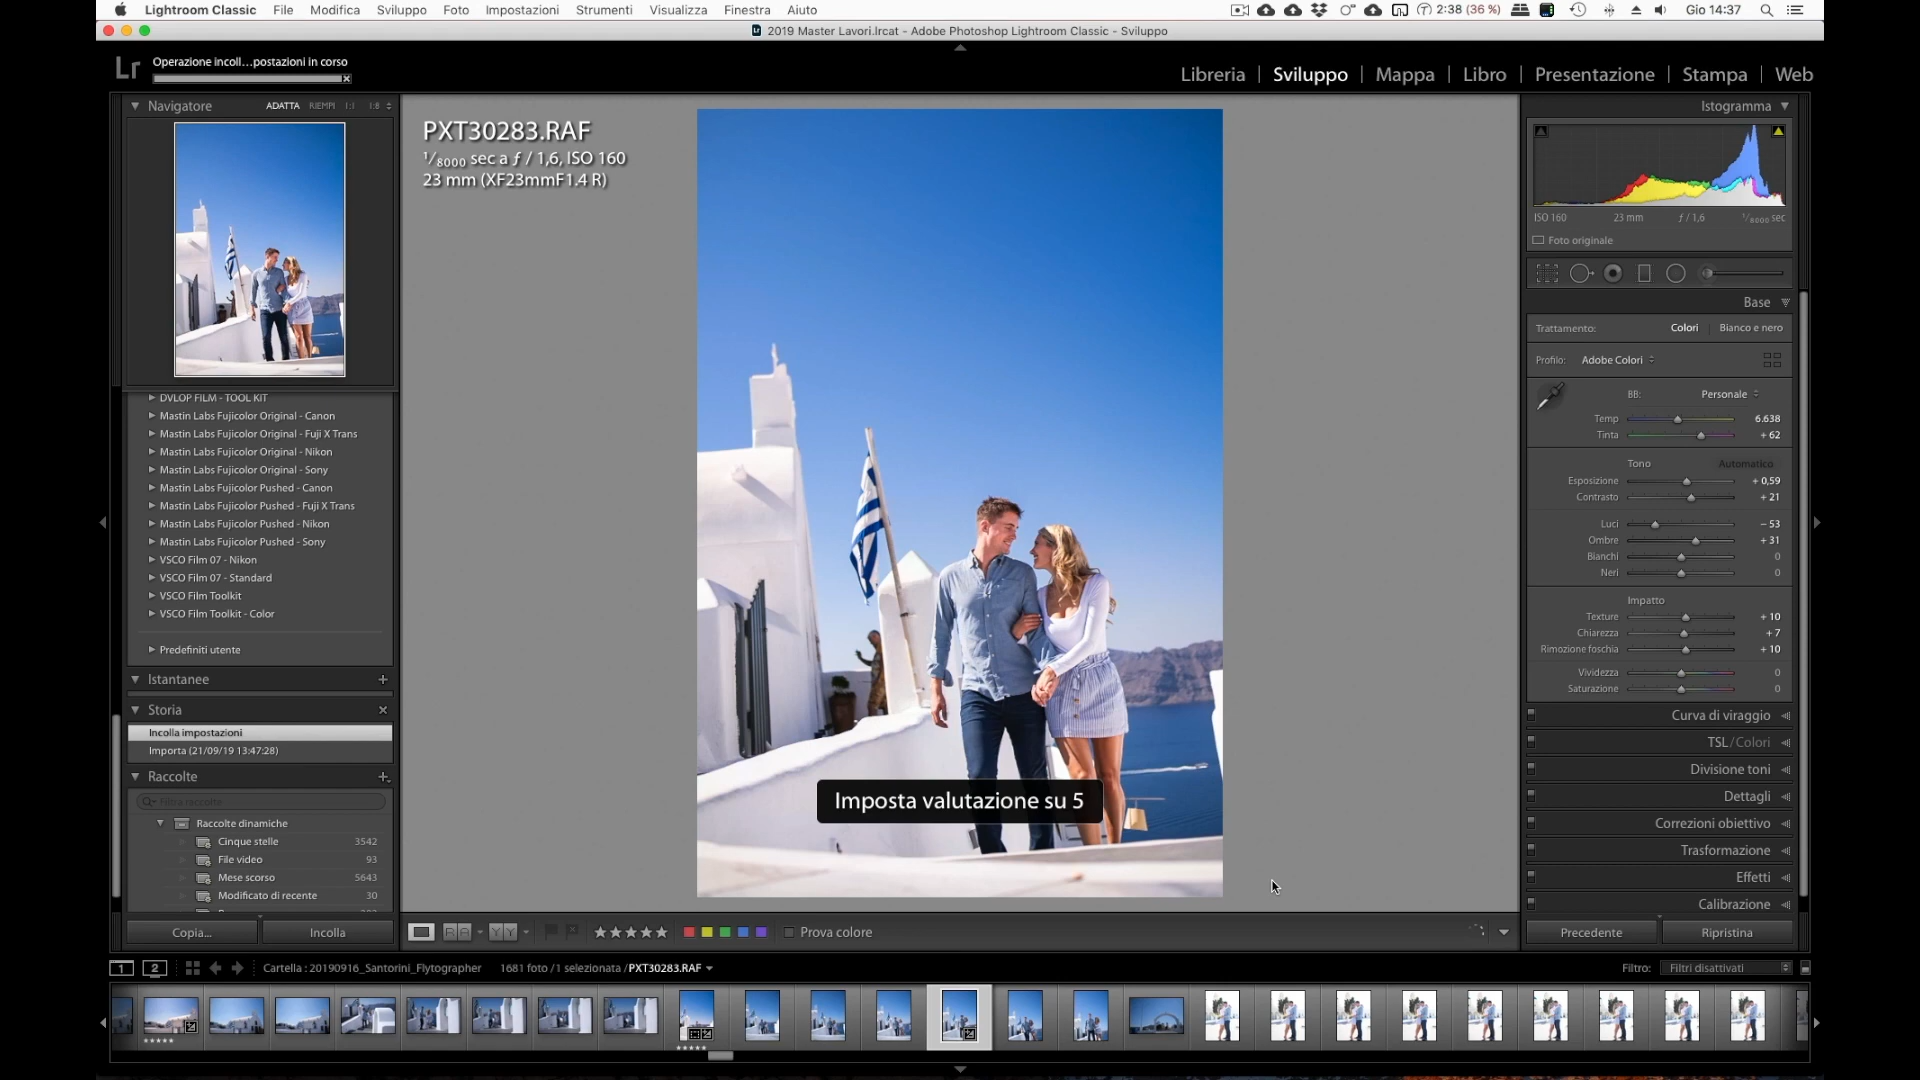 Lightroom Classic File Modifica Sviluppo Foto Impostazioni Strumenti Visualizza Finestra Aiuto 2:38 (36 %) Gio 14:37
2019 Master Lavori.lrcat - Adobe Photoshop Lightroom Classic - Sviluppo
Lr Operazione incoll...postazioni in corso
Libreria | Sviluppo | Mappa | Libro | Presentazione | Stampa | Web
Navigatore ADATTA RIEMPI 1:1 1:8
DVLOP FILM - TOOL KIT
Mastin Labs Fujicolor Original - Canon
Mastin Labs Fujicolor Original - Fuji X Trans
Mastin Labs Fujicolor Original - Nikon
Mastin Labs Fujicolor Original - Sony
Mastin Labs Fujicolor Pushed - Canon
Mastin Labs Fujicolor Pushed - Fuji X Trans
Mastin Labs Fujicolor Pushed - Nikon
Mastin Labs Fujicolor Pushed - Sony
VSCO Film 07 - Nikon
VSCO Film 07 - Standard
VSCO Film Toolkit
VSCO Film Toolkit - Color
Predefiniti utente
Istantanee +
Storia ×
Incolla impostazioni
Importa (21/09/19 13:47:28)
Raccolte +
Filtra raccolte
Raccolte dinamiche
Cinque stelle 3542
File video 93
Mese scorso 5643
Modificato di recente 30
Copia... Incolla
PXT30283.RAF
1/8000 sec a ƒ / 1,6, ISO 160
23 mm (XF23mmF1.4 R)
Imposta valutazione su 5
Istogramma
ISO 160 23 mm ƒ / 1,6 1/8000 sec
Foto originale
Base
Trattamento: Colori | Bianco e nero
Profilo: Adobe Colori
BB: Personale
Temp 6.638
Tinta + 62
Tono Automatico
Esposizione + 0,59
Contrasto + 21
Luci − 53
Ombre + 31
Bianchi 0
Neri 0
Impatto
Texture + 10
Chiarezza + 7
Rimozione foschia + 10
Vividezza 0
Saturazione 0
Curva di viraggio
TSL / Colori
Divisione toni
Dettagli
Correzioni obiettivo
Trasformazione
Effetti
Calibrazione
Precedente Ripristina
RA YY ★★★★★ Prova colore
1 2 Cartella : 20190916_Santorini_Flytographer 1681 foto / 1 selezionata / PXT30283.RAF Filtro: Filtri disattivati